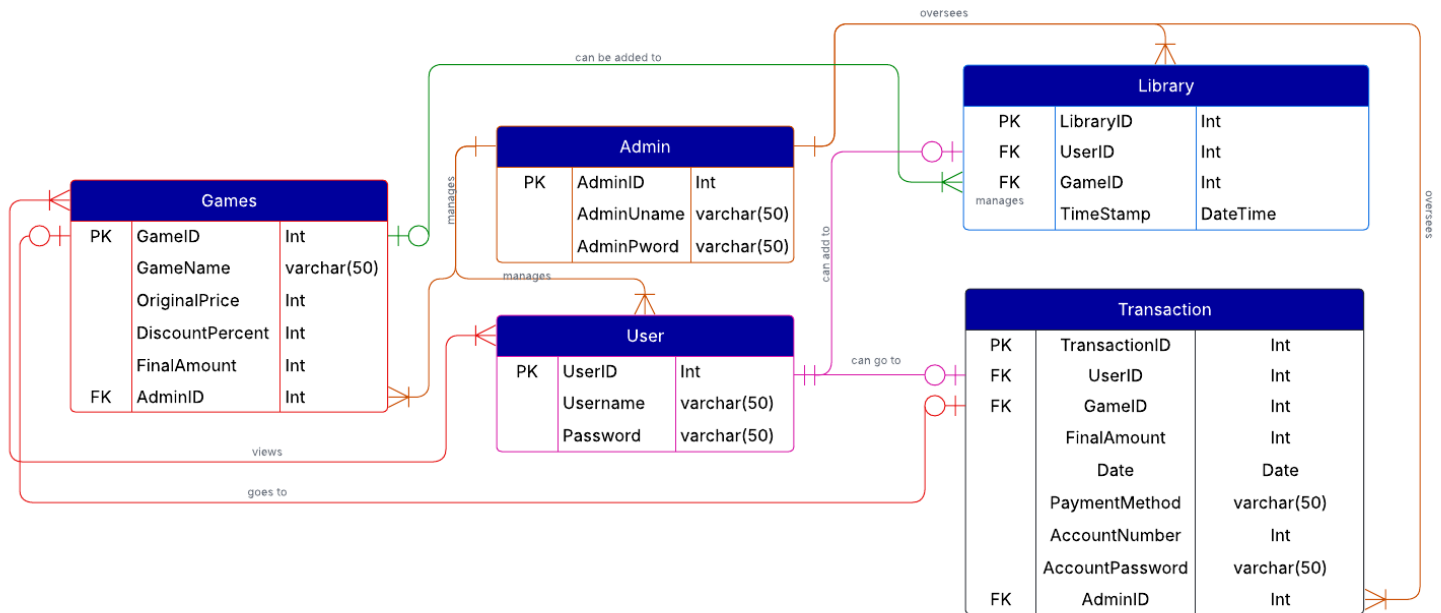 oversees
can be added to
Library
PK LibraryID Int
FK UserID Int
FK GameID Int
manages
TimeStamp DateTime
oversees
Admin
PK AdminID Int
AdminUname varchar(50)
AdminPword varchar(50)
manages
manages
Games
PK GameID Int
GameName varchar(50)
OriginalPrice Int
DiscountPercent Int
FinalAmount Int
FK AdminID Int
can add to
User
PK UserID Int
Username varchar(50)
Password varchar(50)
can go to
Transaction
PK TransactionID Int
FK UserID Int
FK GameID Int
FinalAmount Int
Date Date
PaymentMethod varchar(50)
AccountNumber Int
AccountPassword varchar(50)
FK AdminID Int
views
goes to